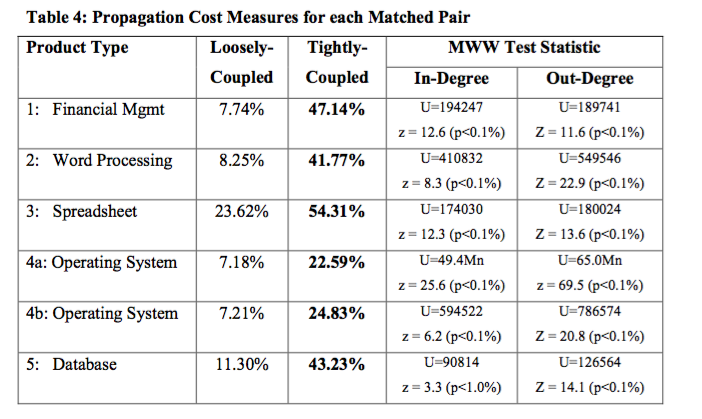 Table 4: Propagation Cost Measures for each Matched Pair
Product Type Loosely- Tightly- MWW Test Statistic
Coupled Coupled In-Degree Out-Degree
1: Financial Mgmt 7.74% 47.14% U=194247 U=189741
z = 12.6 (p<0.1%) Z = 11.6 (p<0.1%)
2: Word Processing 8.25% 41.77% U=410832 U=549546
z = 8.3 (p<0.1%) Z = 22.9 (p<0.1%)
3: Spreadsheet 23.62% 54.31% U=174030 U=180024
z = 12.3 (p<0.1%) Z = 13.6 (p<0.1%)
4a: Operating System 7.18% 22.59% U=49.4Mn U=65.0Mn
z = 25.6 (p<0.1%) z = 69.5 (p<0.1%)
4b: Operating System 7.21% 24.83% U=594522 U=786574
z = 6.2 (p<0.1%) Z = 20.8 (p<0.1%)
5: Database 11.30% 43.23% U=90814 U=126564
z = 3.3 (p<1.0%) Z = 14.1 (p<0.1%)